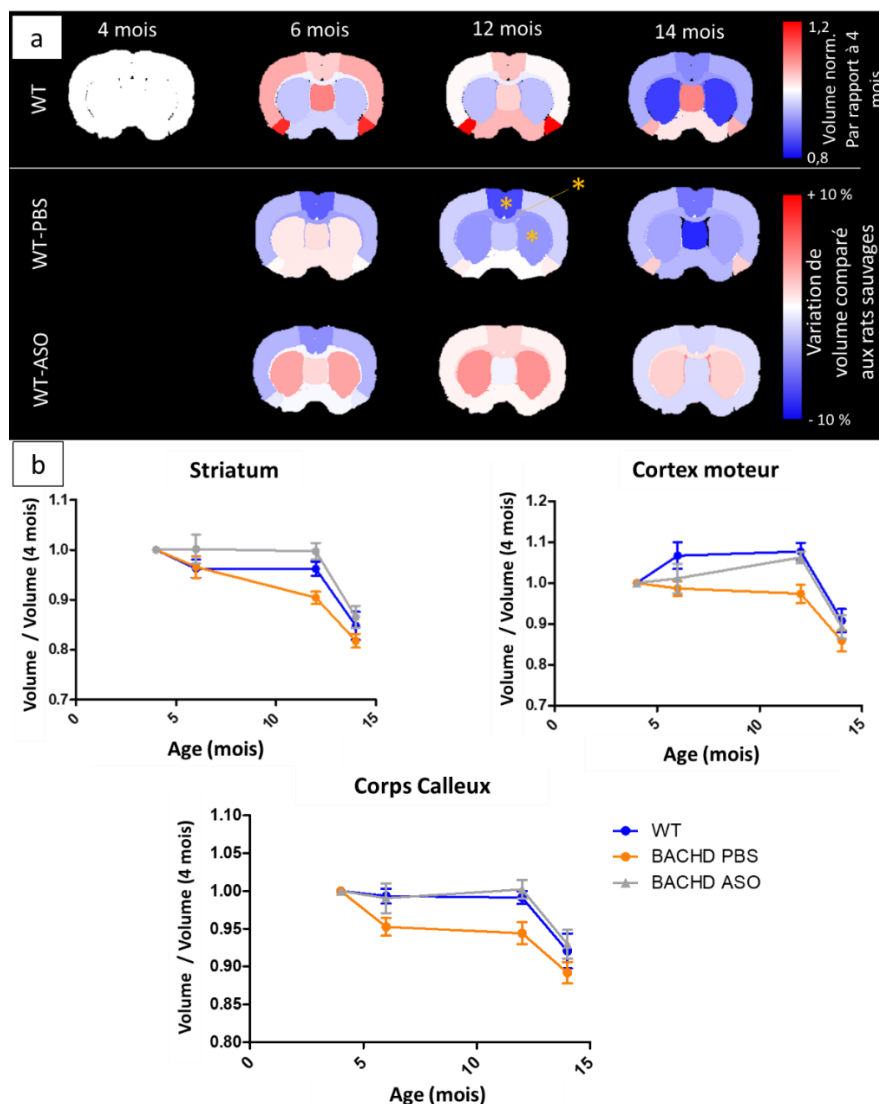 a
4 mois
6 mois
12 mois
14 mois
WT
1,2
Volume norm.
Par rapport à 4
mois
0,8
WT-PBS
*
*
*
WT-ASO
+ 10 %
Variation de
volume comparé
aux rats sauvages
- 10 %
b
Striatum
Volume / Volume (4 mois)
1.1
1.0
0.9
0.8
0.7
0
5
10
15
Age (mois)
Cortex moteur
Volume / Volume (4 mois)
1.2
1.1
1.0
0.9
0.8
0.7
0
5
10
15
Age (mois)
Corps Calleux
Volume / Volume (4 mois)
1.10
1.05
1.00
0.95
0.90
0.85
0.80
0
5
10
15
Age (mois)
WT
BACHD PBS
BACHD ASO